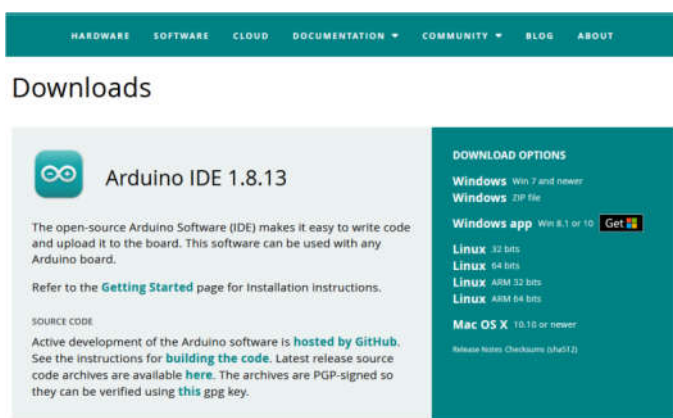 HARDWARE SOFTWARE CLOUD DOCUMENTATION COMMUNITY BLOG ABOUT
Downloads
Arduino IDE 1.8.13
The open-source Arduino Software (IDE) makes it easy to write code
and upload it to the board. This software can be used with any
Arduino board.
Refer to the Getting Started page for Installation instructions.
SOURCE CODE
Active development of the Arduino software is hosted by GitHub.
See the instructions for building the code. Latest release source
code archives are available here. The archives are PGP-signed so
they can be verified using this gpg key.
DOWNLOAD OPTIONS
Windows Win 7 and newer
Windows ZIP file
Windows app Win 8.1 or 10 Get
Linux 32 bits
Linux 64 bits
Linux ARM 32 bits
Linux ARM 64 bits
Mac OS X 10.10 or newer
Release Notes Checksums (sha512)